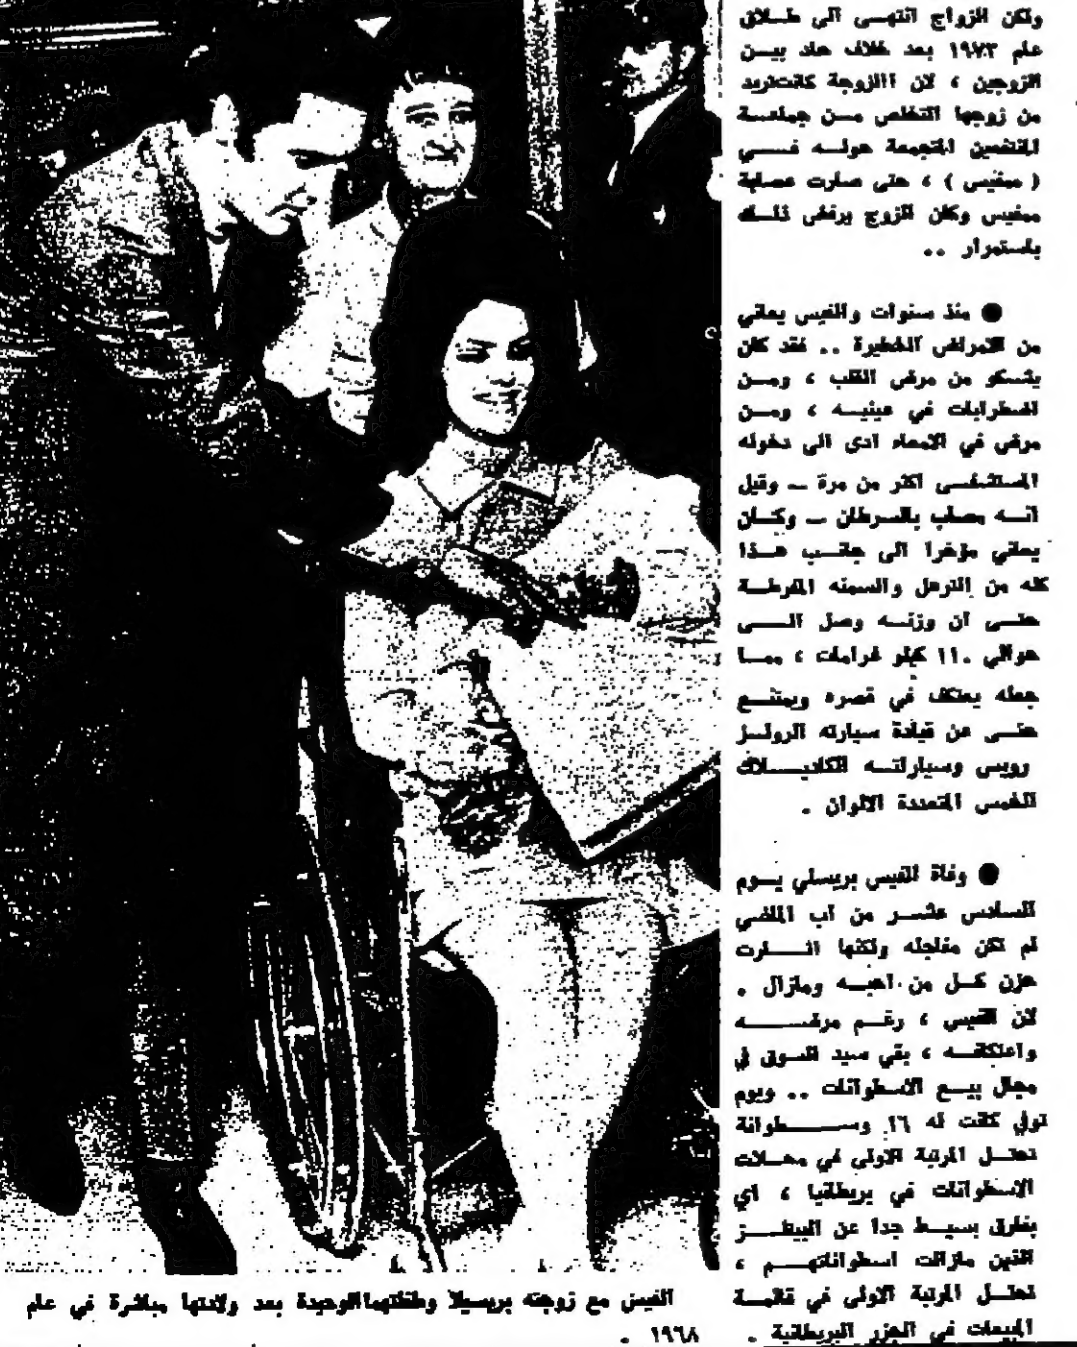 ولكن الزواج انتهى الى طلاق
عام ١٩٧٣ بعد خلاف حاد بين
الزوجين ، لان االزوجة كانت تريد
من زوجها التخلص من جماعة
المنتفعين المتجمعة حوله في
( ممفيس ) ، حتى صارت عصابة
ممفيس وكان الزوج يرفض ذلك
باستمرار ..
● منذ سنوات والفيس يعاني
من الامراض الخطيرة .. فقد كان
يشكو من مرض القلب ، ومن
اضطرابات في عينيه ، ومن
مرض في الامعاء ادى الى دخوله
المستشفى اكثر من مرة — وقيل
انه مصاب بالسرطان — وكان
يعاني مؤخرا الى جانب هذا
كله من الترهل والسمنه المفرطة
حتى ان وزنه وصل الى
حوالي ١١٠ كيلو غرامات ، مما
جعله يعتكف في قصره ويمتنع
حتى عن قيادة سيارته الرولز
رويس وسياراته الكاديلاك
الخمس المتعددة الالوان .
● وفاة الفيس بريسلي يوم
السادس عشر من آب الماضي
لم تكن مفاجئه ولكنها اثارت
حزن كل من احبه ومازال .
لان الفيس ، رغم مرضه
واعتكافه ، بقي سيد السوق في
مجال بيع الاسطوانات .. ويوم
توفي كانت له ١٦ وسطوانة
تحتل المرتبة الاولى في محلات
الاسطوانات في بريطانيا ، اي
بفارق بسيط جدا عن البيتلز
الذين مازالت اسطواناتهم ،
تحتل المرتبة الاولى في قائمة
المبيعات في الجزر البريطانية .
الفيس مع زوجته بريسيلا وطفلتهما الوحيدة بعد ولادتها مباشرة في عام
١٩٦٨ .